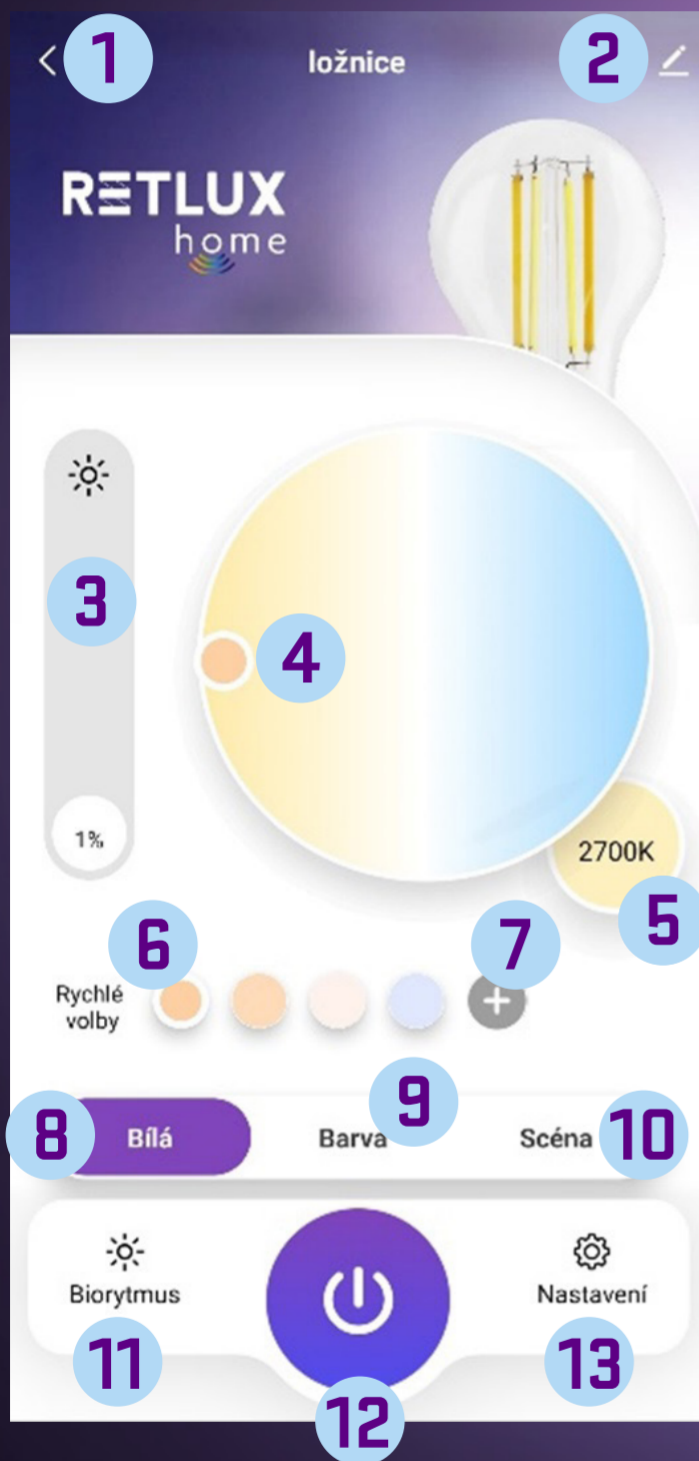 1
ložnice
2
RETLUX
home
3
4
1%
2700K
5
6
7
Rychlé
volby
8
Bílá
9
Barva
Scéna
10
Biorytmus
Nastavení
11
12
13